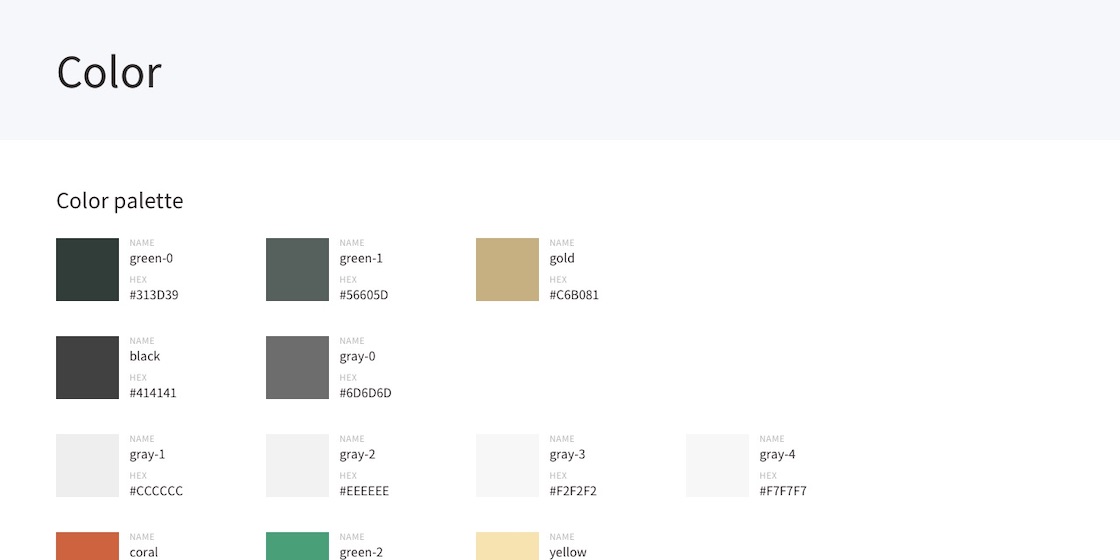 Color
Color palette
NAME
green-0
HEX
#313D39
NAME
green-1
HEX
#56605D
NAME
gold
HEX
#C6B081
NAME
black
HEX
#414141
NAME
gray-0
HEX
#6D6D6D
NAME
gray-1
HEX
#CCCCCC
NAME
gray-2
HEX
#EEEEEE
NAME
gray-3
HEX
#F2F2F2
NAME
gray-4
HEX
#F7F7F7
NAME
coral
NAME
green-2
NAME
yellow